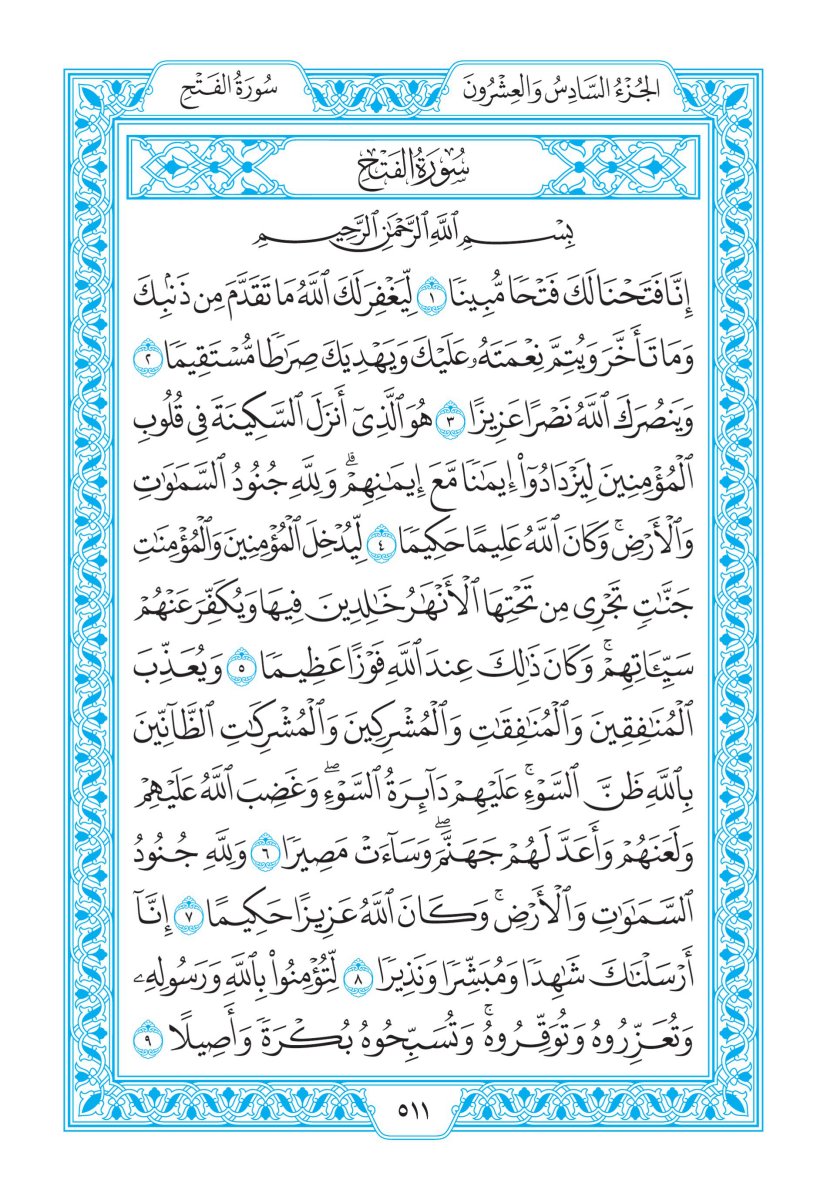 الجُزْءُ السَّادِسُ وَالعِشْرُونَ
سُورَةُ الفَتْحِ
سُورَةُ الفَتْحِ
بِسْمِ ٱللَّهِ ٱلرَّحْمَٰنِ ٱلرَّحِيمِ
إِنَّا فَتَحْنَا لَكَ فَتْحًا مُّبِينًا ١ لِّيَغْفِرَ لَكَ ٱللَّهُ مَا تَقَدَّمَ مِن ذَنۢبِكَ
وَمَا تَأَخَّرَ وَيُتِمَّ نِعْمَتَهُۥ عَلَيْكَ وَيَهْدِيَكَ صِرَٰطًا مُّسْتَقِيمًا ٢
وَيَنصُرَكَ ٱللَّهُ نَصْرًا عَزِيزًا ٣ هُوَ ٱلَّذِىٓ أَنزَلَ ٱلسَّكِينَةَ فِى قُلُوبِ
ٱلْمُؤْمِنِينَ لِيَزْدَادُوٓا۟ إِيمَٰنًا مَّعَ إِيمَٰنِهِمْ ۗ وَلِلَّهِ جُنُودُ ٱلسَّمَٰوَٰتِ
وَٱلْأَرْضِ ۚ وَكَانَ ٱللَّهُ عَلِيمًا حَكِيمًا ٤ لِّيُدْخِلَ ٱلْمُؤْمِنِينَ وَٱلْمُؤْمِنَٰتِ
جَنَّٰتٍ تَجْرِى مِن تَحْتِهَا ٱلْأَنْهَٰرُ خَٰلِدِينَ فِيهَا وَيُكَفِّرَ عَنْهُمْ
سَيِّـَٔاتِهِمْ ۚ وَكَانَ ذَٰلِكَ عِندَ ٱللَّهِ فَوْزًا عَظِيمًا ٥ وَيُعَذِّبَ
ٱلْمُنَٰفِقِينَ وَٱلْمُنَٰفِقَٰتِ وَٱلْمُشْرِكِينَ وَٱلْمُشْرِكَٰتِ ٱلظَّآنِّينَ
بِٱللَّهِ ظَنَّ ٱلسَّوْءِ ۚ عَلَيْهِمْ دَآئِرَةُ ٱلسَّوْءِ ۖ وَغَضِبَ ٱللَّهُ عَلَيْهِمْ
وَلَعَنَهُمْ وَأَعَدَّ لَهُمْ جَهَنَّمَ ۖ وَسَآءَتْ مَصِيرًا ٦ وَلِلَّهِ جُنُودُ
ٱلسَّمَٰوَٰتِ وَٱلْأَرْضِ ۚ وَكَانَ ٱللَّهُ عَزِيزًا حَكِيمًا ٧ إِنَّآ
أَرْسَلْنَٰكَ شَٰهِدًا وَمُبَشِّرًا وَنَذِيرًا ٨ لِّتُؤْمِنُوا۟ بِٱللَّهِ وَرَسُولِهِۦ
وَتُعَزِّرُوهُ وَتُوَقِّرُوهُ ۚ وَتُسَبِّحُوهُ بُكْرَةً وَأَصِيلًا ٩
٥١١